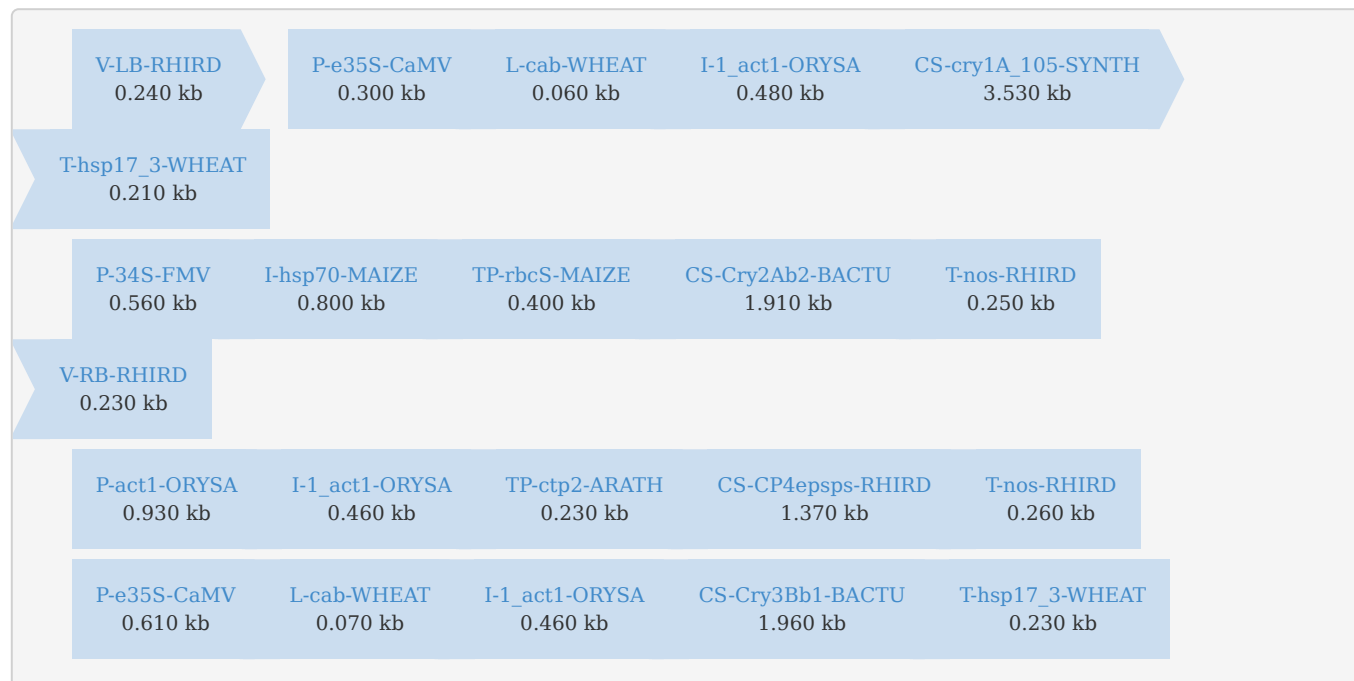 V-LB-RHIRD P-e35S-CaMV L-cab-WHEAT I-1_act1-ORYSA CS-cry1A_105-SYNTH
0.240 kb 0.300 kb 0.060 kb 0.480 kb 3.530 kb
T-hsp17_3-WHEAT
0.210 kb
P-34S-FMV I-hsp70-MAIZE TP-rbcS-MAIZE CS-Cry2Ab2-BACTU T-nos-RHIRD
0.560 kb 0.800 kb 0.400 kb 1.910 kb 0.250 kb
V-RB-RHIRD
0.230 kb
P-act1-ORYSA I-1_act1-ORYSA TP-ctp2-ARATH CS-CP4epsps-RHIRD T-nos-RHIRD
0.930 kb 0.460 kb 0.230 kb 1.370 kb 0.260 kb
P-e35S-CaMV L-cab-WHEAT I-1_act1-ORYSA CS-Cry3Bb1-BACTU T-hsp17_3-WHEAT
0.610 kb 0.070 kb 0.460 kb 1.960 kb 0.230 kb